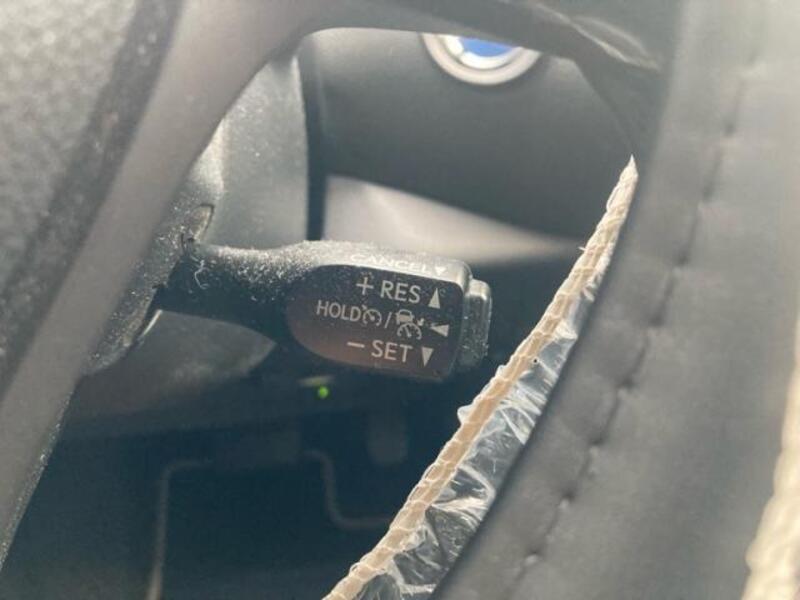 CANCEL▼
+ RES ▲
HOLD /
− SET ▼